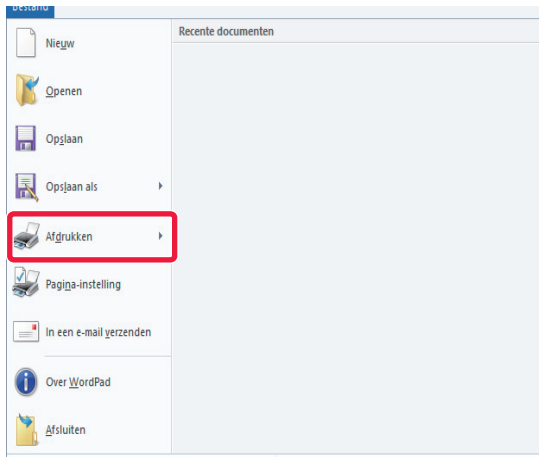 Bestand
Recente documenten
Nieuw
Openen
Opslaan
Opslaan als
Afdrukken
Pagina-instelling
In een e-mail verzenden
Over WordPad
Afsluiten